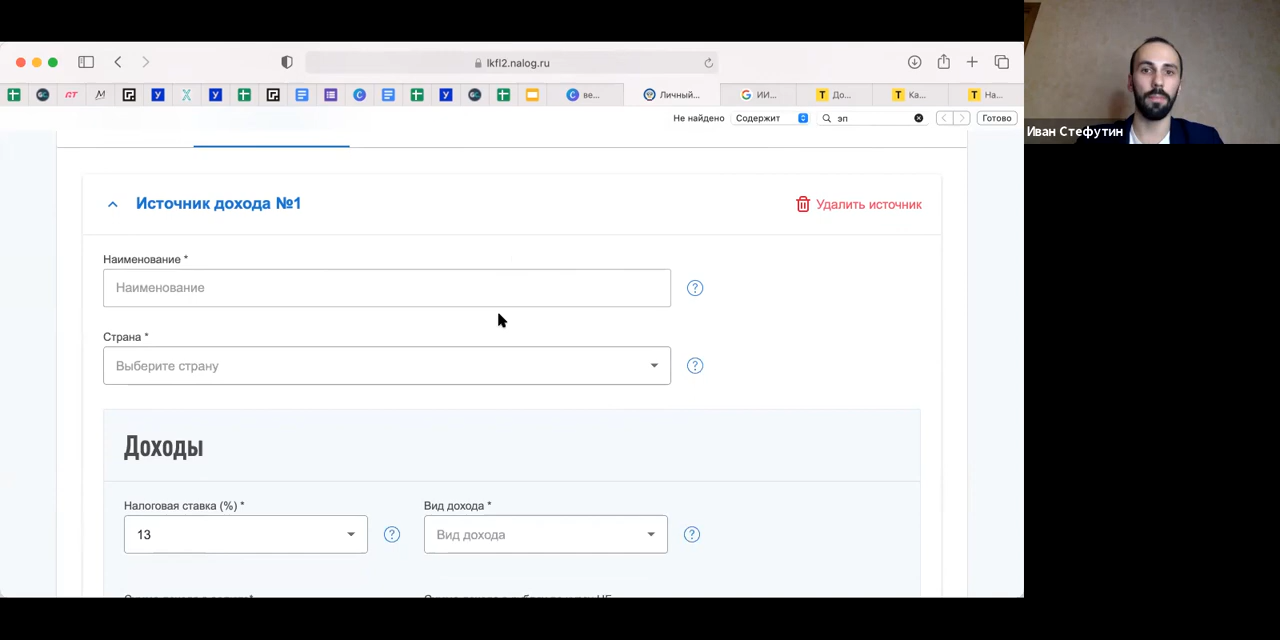 lkfl2.nalog.ru
ве...
Личный...
ИИ...
До...
Ка...
На...
Не найдено
Содержит
эп
Готово
Иван Стефутин
Источник дохода №1
Удалить источник
Наименование *
Наименование
Страна *
Выберите страну
Доходы
Налоговая ставка (%) *
Вид дохода *
13
Вид дохода